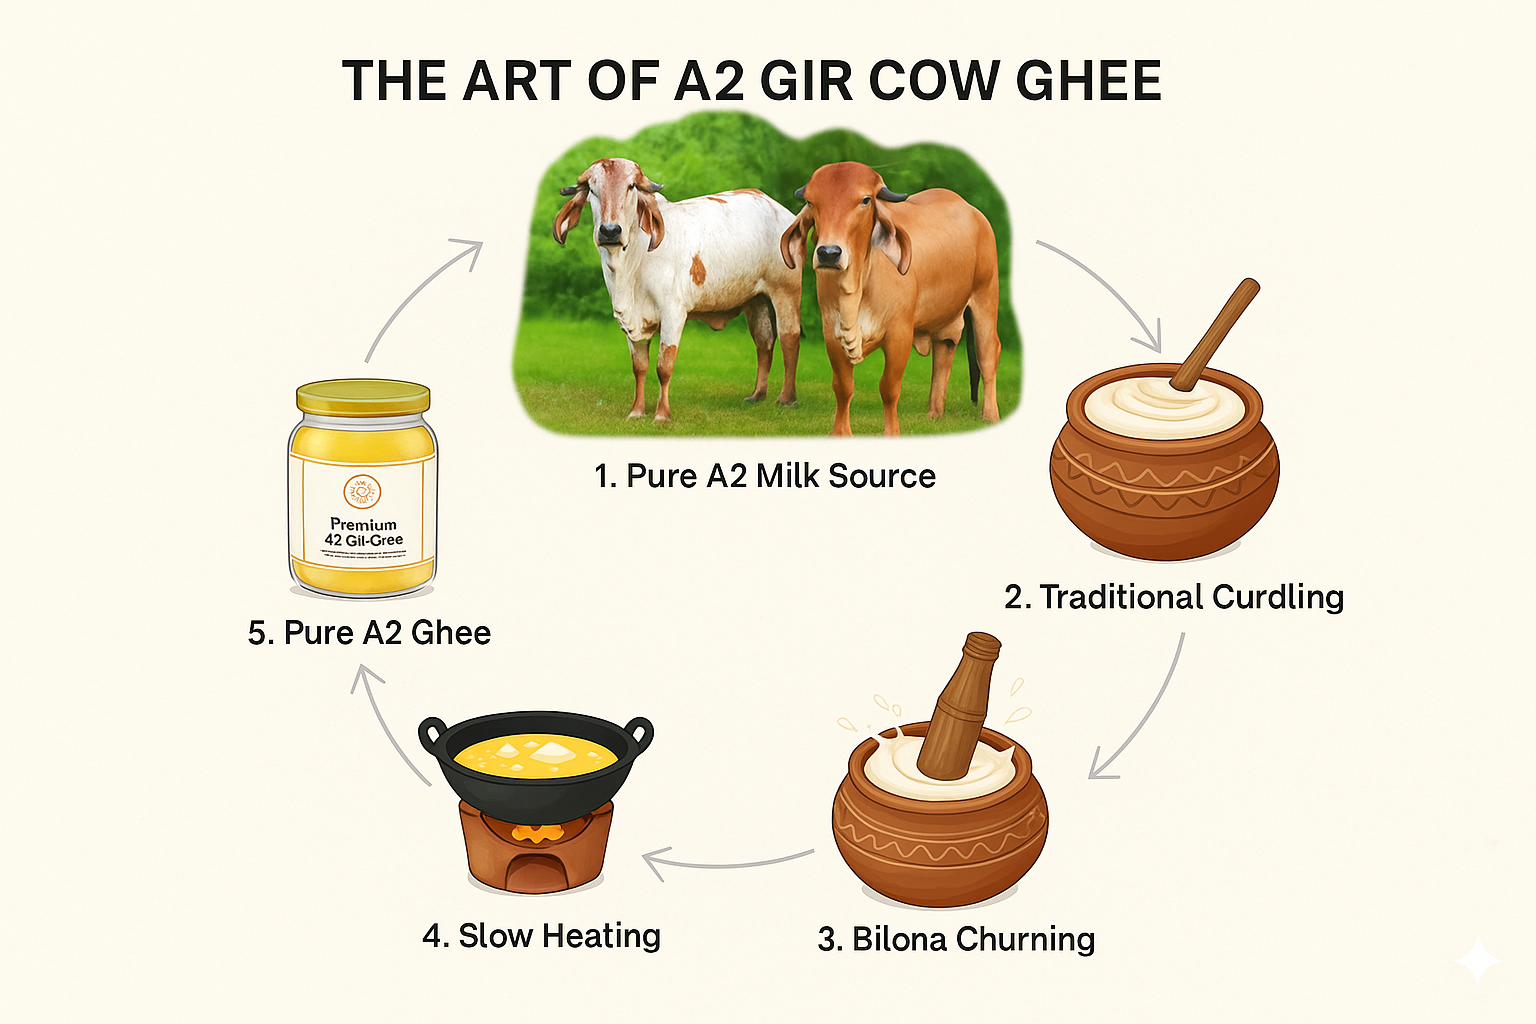 THE ART OF A2 GIR COW GHEE
1. Pure A2 Milk Source
2. Traditional Curdling
3. Bilona Churning
4. Slow Heating
5. Pure A2 Ghee
Premium
42 Gil-Gree